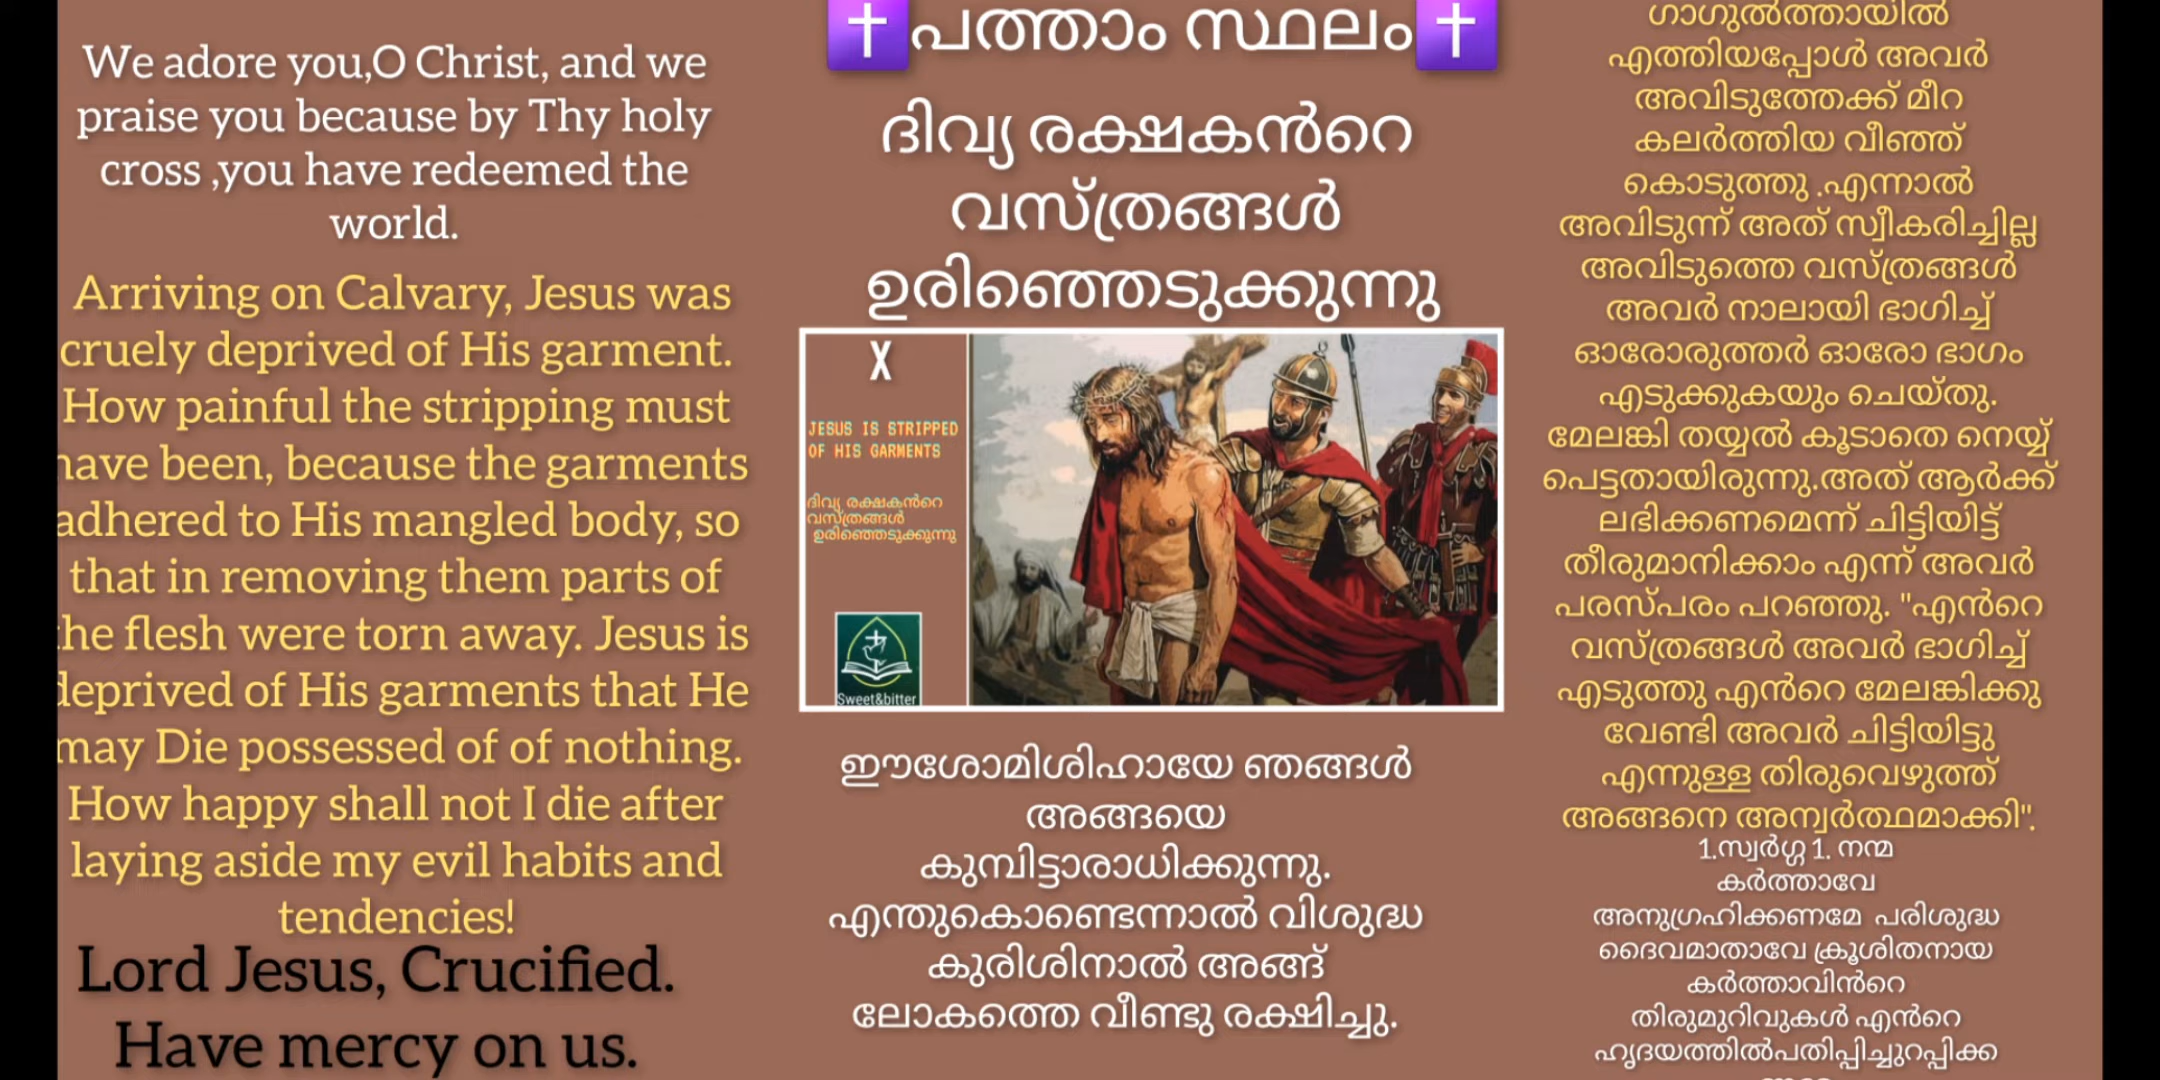 We adore you,O Christ, and we
praise you because by Thy holy
cross ,you have redeemed the
world.
Arriving on Calvary, Jesus was
cruely deprived of His garment.
How painful the stripping must
have been, because the garments
adhered to His mangled body, so
that in removing them parts of
the flesh were torn away. Jesus is
deprived of His garments that He
may Die possessed of of nothing.
How happy shall not I die after
laying aside my evil habits and
tendencies!
Lord Jesus, Crucified.
Have mercy on us.
✝️പത്താം സ്ഥലം✝️
ദിവ്യ രക്ഷകൻറെ
വസ്ത്രങ്ങൾ
ഉരിഞ്ഞെടുക്കുന്നു
X
JESUS IS STRIPPED
OF HIS GARMENTS
ദിവ്യ രക്ഷകൻറെ
വസ്ത്രങ്ങൾ
ഉരിഞ്ഞെടുക്കുന്നു
Sweet&bitter
ഈശോമിശിഹായേ ഞങ്ങൾ
അങ്ങയെ
കുമ്പിട്ടാരാധിക്കുന്നു.
എന്തുകൊണ്ടെന്നാൽ വിശുദ്ധ
കുരിശിനാൽ അങ്ങ്
ലോകത്തെ വീണ്ടു രക്ഷിച്ചു.
ഗാഗുൽത്തായിൽ
എത്തിയപ്പോൾ അവർ
അവിടുത്തേക്ക് മീറ
കലർത്തിയ വീഞ്ഞ്
കൊടുത്തു .എന്നാൽ
അവിടുന്ന് അത് സ്വീകരിച്ചില്ല
അവിടുത്തെ വസ്ത്രങ്ങൾ
അവർ നാലായി ഭാഗിച്ച്
ഓരോരുത്തർ ഓരോ ഭാഗം
എടുക്കുകയും ചെയ്തു.
മേലങ്കി തയ്യൽ കൂടാതെ നെയ്യ്
പെട്ടതായിരുന്നു.അത് ആർക്ക്
ലഭിക്കണമെന്ന് ചിട്ടിയിട്ട്
തീരുമാനിക്കാം എന്ന് അവർ
പരസ്പരം പറഞ്ഞു. "എൻറെ
വസ്ത്രങ്ങൾ അവർ ഭാഗിച്ച്
എടുത്തു എൻറെ മേലങ്കിക്കു
വേണ്ടി അവർ ചിട്ടിയിട്ടു
എന്നുള്ള തിരുവെഴുത്ത്
അങ്ങനെ അന്വർത്ഥമാക്കി".
1.സ്വർഗ്ഗ 1. നന്മ
കർത്താവേ
അനുഗ്രഹിക്കണമേ പരിശുദ്ധ
ദൈവമാതാവേ ക്രൂശിതനായ
കർത്താവിൻറെ
തിരുമുറിവുകൾ എൻറെ
ഹൃദയത്തിൽപതിപ്പിച്ചുറപ്പിക്ക